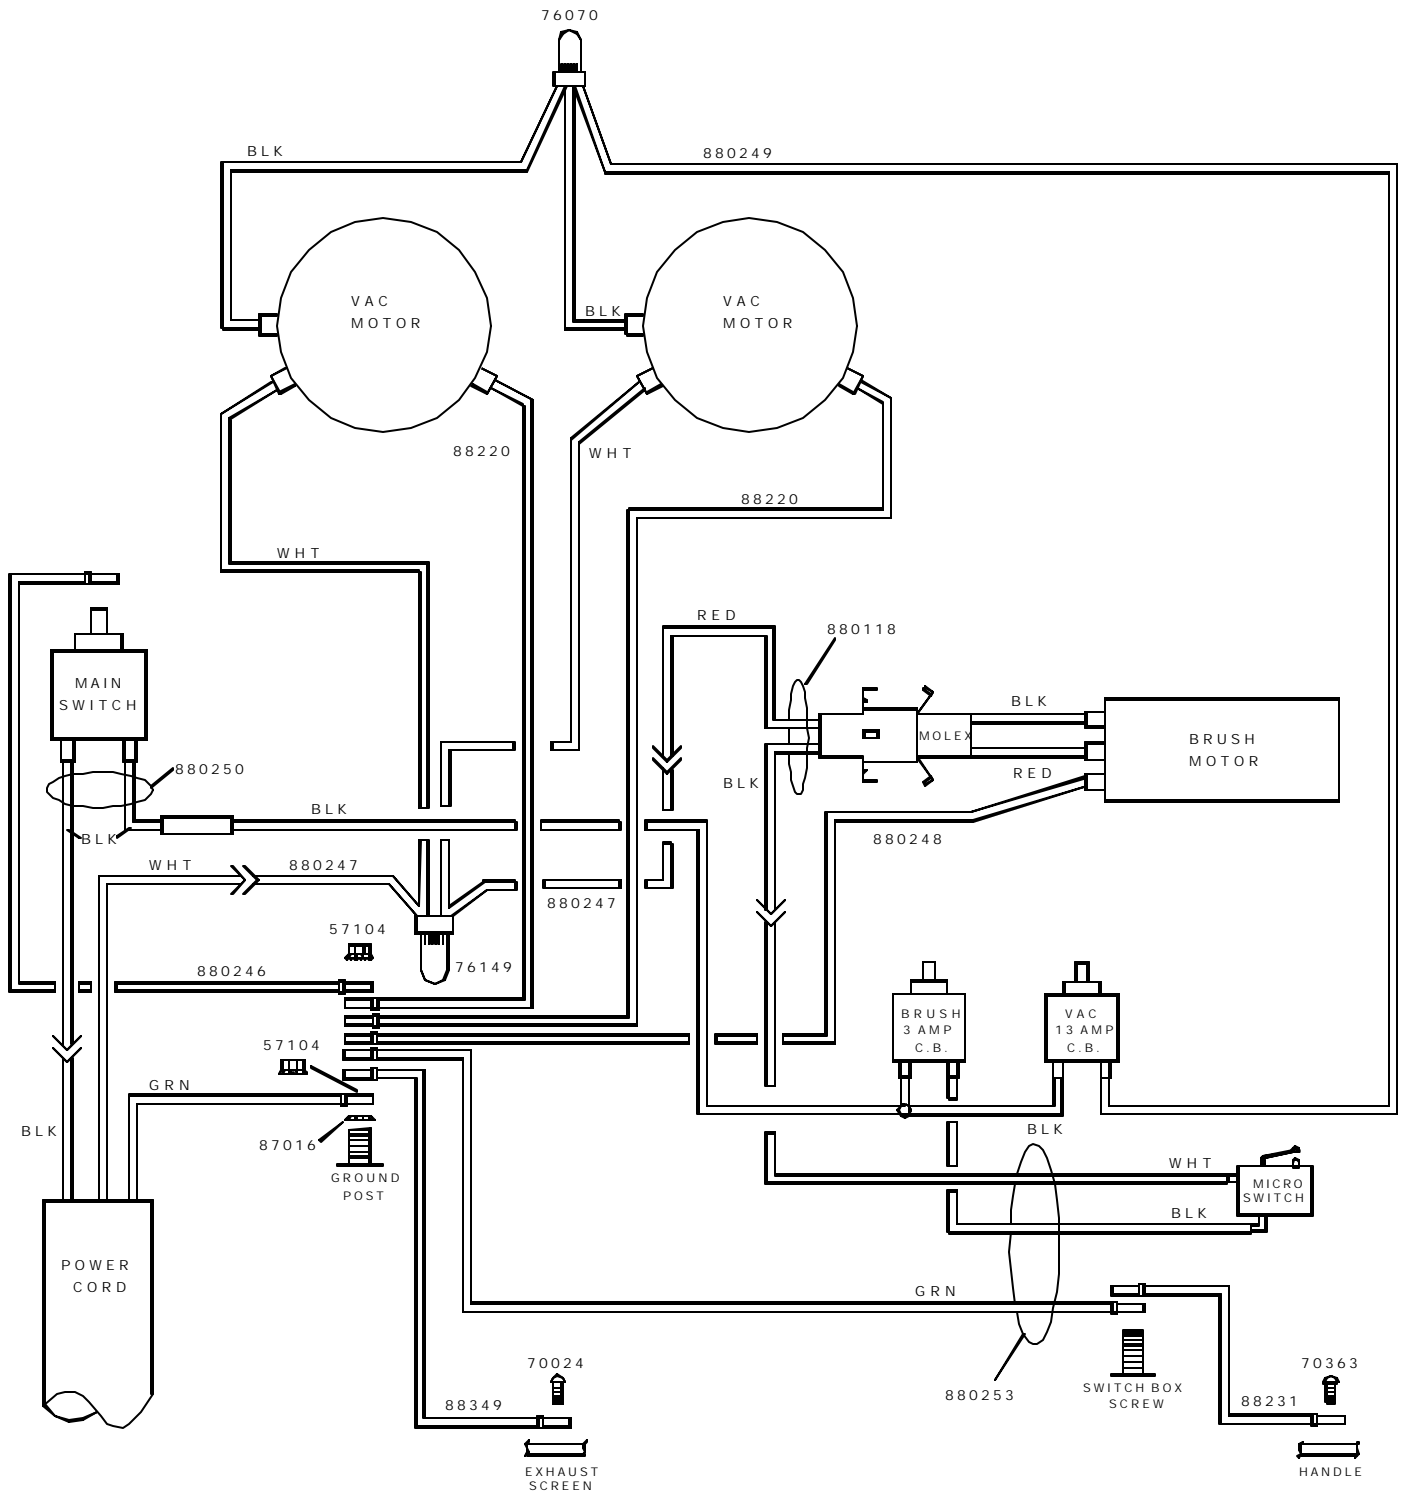 76070
BLK
880249
VAC
MOTOR
VAC
MOTOR
BLK
88220
WHT
88220
WHT
RED
880118
MAIN
SWITCH
BLK
MOLEX
BRUSH
MOTOR
880250
BLK
RED
BLK
BLK
880248
WHT
880247
880247
57104
880246
76149
BRUSH
3 AMP
C.B.
VAC
13 AMP
C.B.
57104
GRN
BLK
87016
BLK
GROUND
POST
WHT
MICRO
SWITCH
BLK
POWER
CORD
GRN
70024
880253
SWITCH BOX
SCREW
70363
88349
88231
EXHAUST
SCREEN
HANDLE